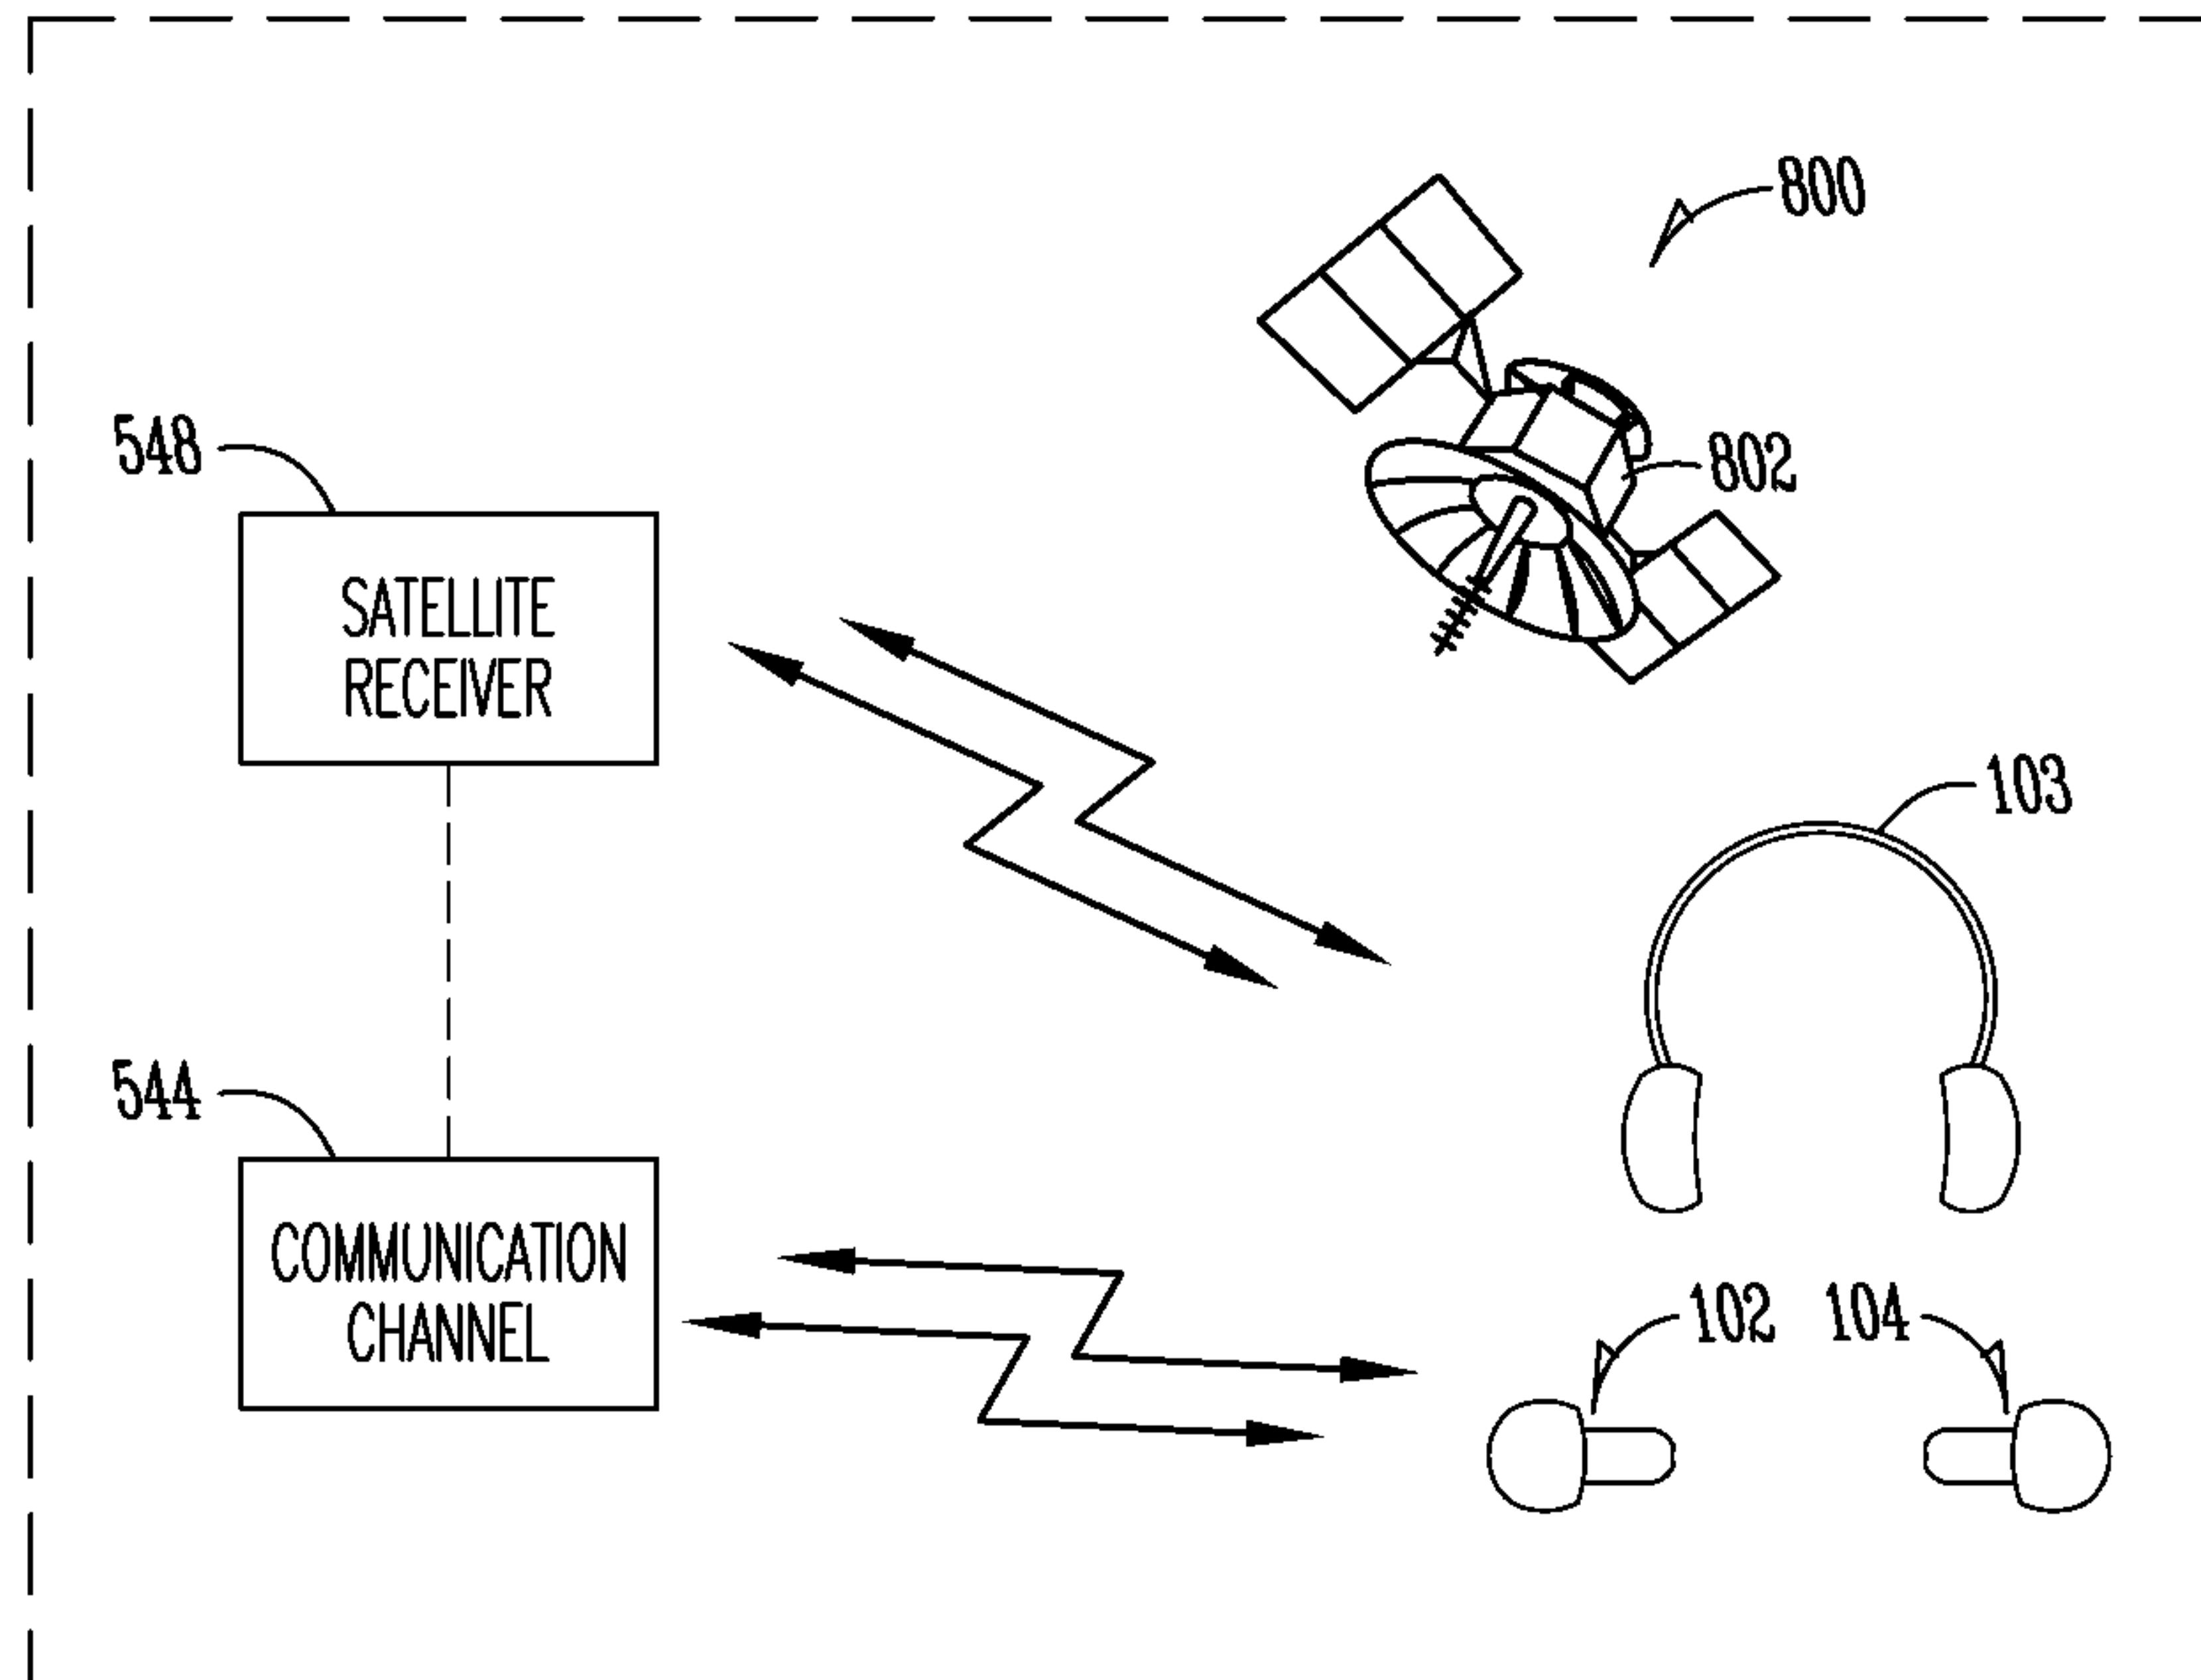 800
548
802
SATELLITE
RECEIVER
103
544
COMMUNICATION
CHANNEL
102 104